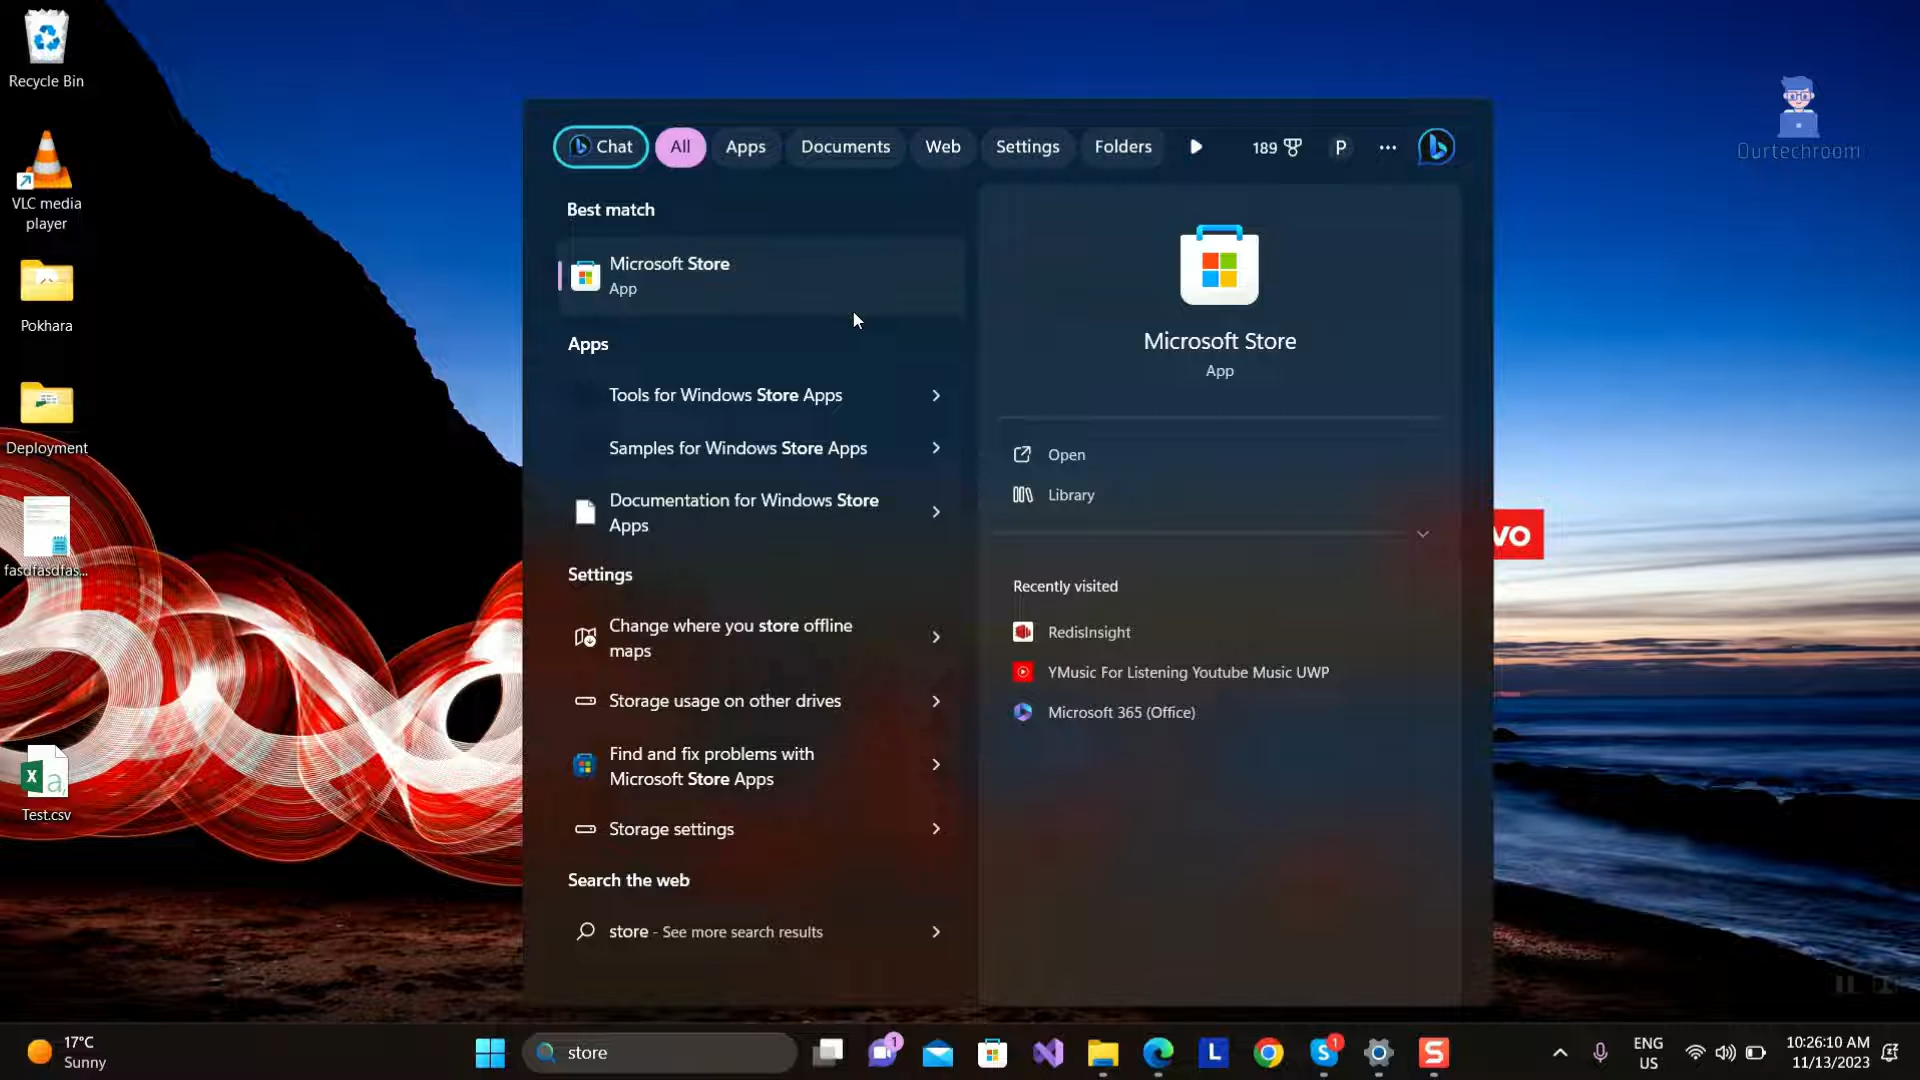 Recycle Bin
VLC media
player
Pokhara
Deployment
fasdfasdfas...
Test.csv
Ourtechroom
Chat
All
Apps
Documents
Web
Settings
Folders
189
P
Best match
Microsoft Store
App
Apps
Tools for Windows Store Apps
Samples for Windows Store Apps
Documentation for Windows Store
Apps
Settings
Change where you store offline
maps
Storage usage on other drives
Find and fix problems with
Microsoft Store Apps
Storage settings
Search the web
store - See more search results
Microsoft Store
App
Open
Library
Recently visited
RedisInsight
YMusic For Listening Youtube Music UWP
Microsoft 365 (Office)
vo
17°C
Sunny
store
1
L
S
1
S
ENG
US
10:26:10 AM
11/13/2023